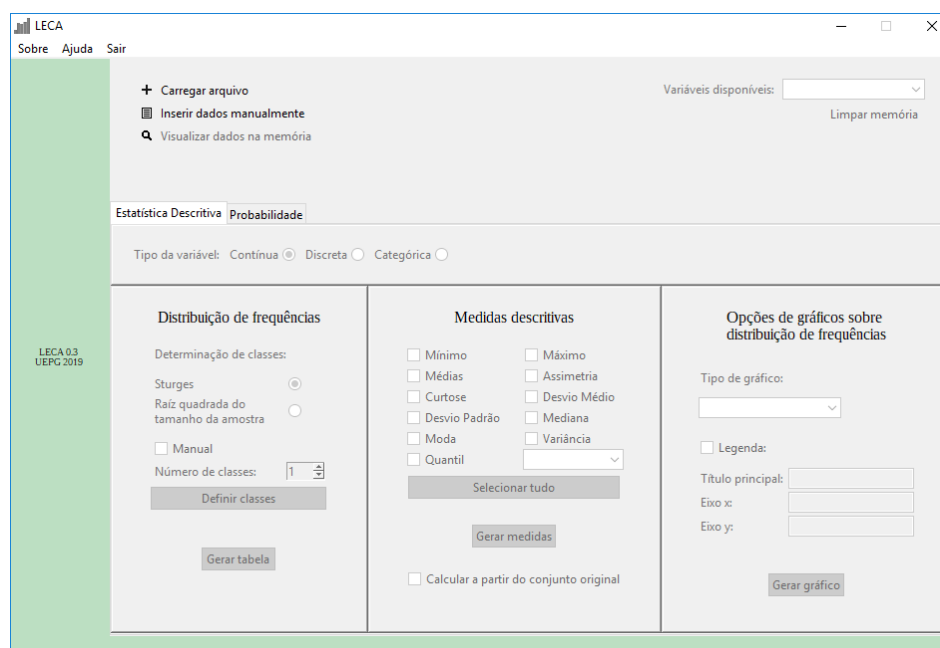 LECA
Sobre Ajuda Sair
Carregar arquivo
Inserir dados manualmente
Visualizar dados na memória
Variáveis disponíveis:
Limpar memória
Estatística Descritiva Probabilidade
Tipo da variável: Contínua Discreta Categórica
LECA 0.3
UEPG 2019
Distribuição de frequências
Determinação de classes:
Sturges
Raíz quadrada do
tamanho da amostra
Manual
Número de classes: 1
Definir classes
Gerar tabela
Medidas descritivas
Mínimo Máximo
Médias Assimetria
Curtose Desvio Médio
Desvio Padrão Mediana
Moda Variância
Quantil
Selecionar tudo
Gerar medidas
Calcular a partir do conjunto original
Opções de gráficos sobre
distribuição de frequências
Tipo de gráfico:
Legenda:
Título principal:
Eixo x:
Eixo y:
Gerar gráfico